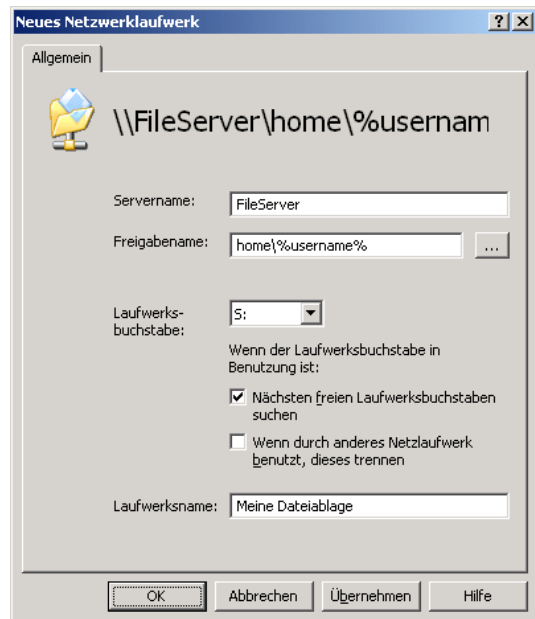 Neues Netzwerklaufwerk
Allgemein
\\FileServer\home\%usernam
Servername:
FileServer
Freigabename:
home\%username%
...
Laufwerks-
buchstabe:
S:
Wenn der Laufwerksbuchstabe in
Benutzung ist:
Nächsten freien Laufwerksbuchstaben
suchen
Wenn durch anderes Netzlaufwerk
benutzt, dieses trennen
Laufwerksname:
Meine Dateiablage
OK
Abbrechen
Übernehmen
Hilfe